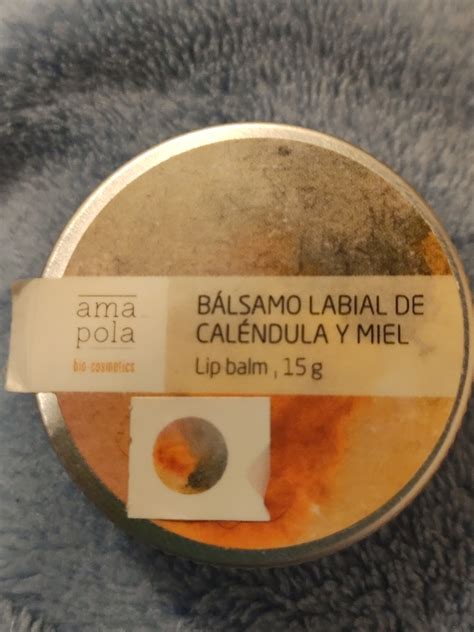 ama
pola
bio cosmetics
BÁLSAMO LABIAL DE
CALÉNDULA Y MIEL
Lip balm , 15 g